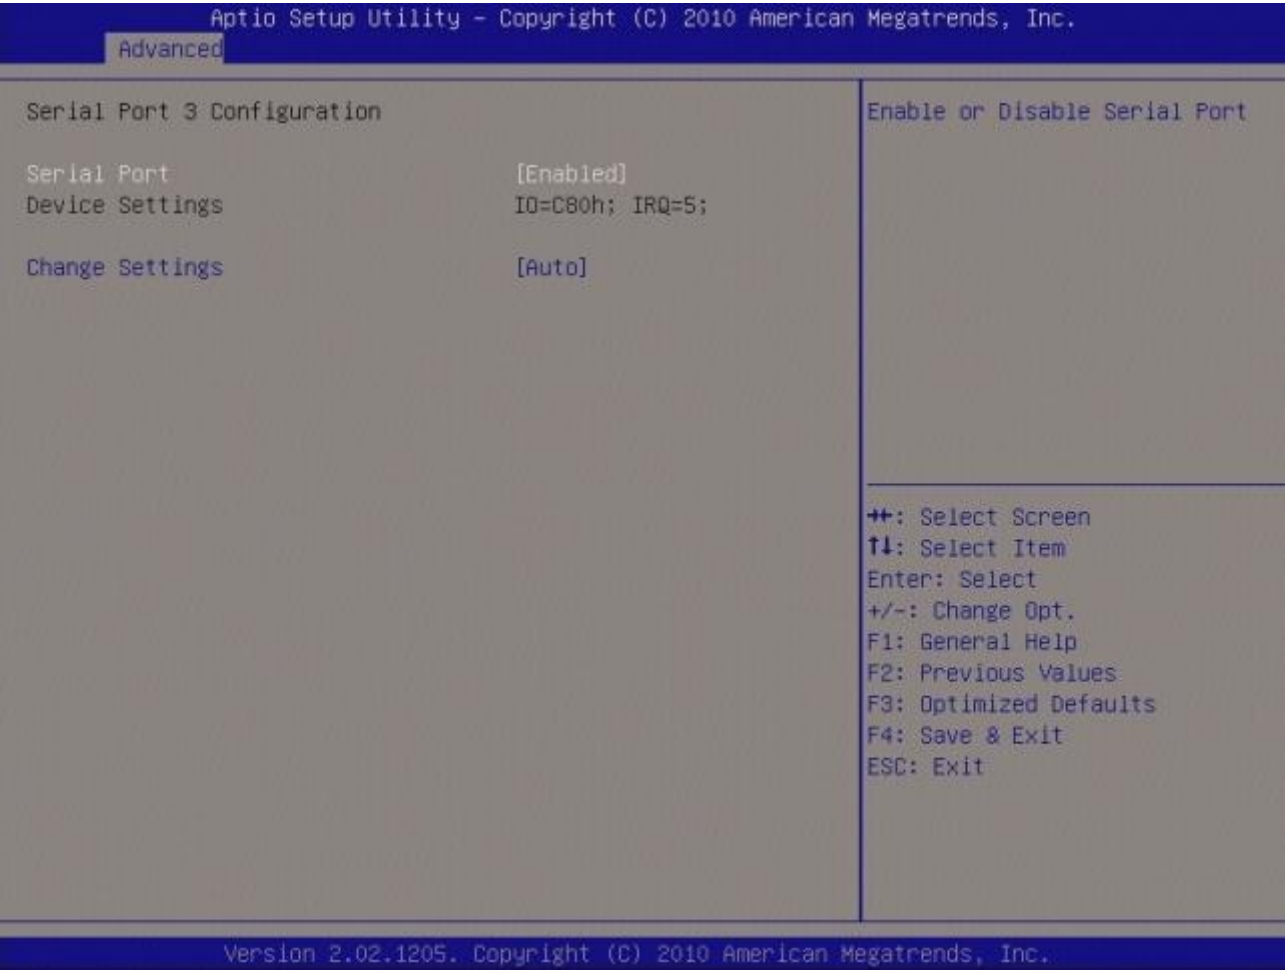 Aptio Setup Utility – Copyright (C) 2010 American Megatrends, Inc.
Advanced
Serial Port 3 Configuration
Serial Port [Enabled]
Device Settings IO=C80h; IRQ=5;
Change Settings [Auto]
Enable or Disable Serial Port
→←: Select Screen
↑↓: Select Item
Enter: Select
+/-: Change Opt.
F1: General Help
F2: Previous Values
F3: Optimized Defaults
F4: Save & Exit
ESC: Exit
Version 2.02.1205. Copyright (C) 2010 American Megatrends, Inc.